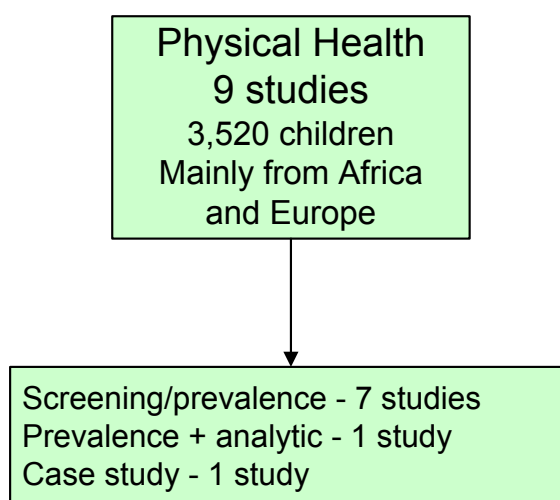 Physical Health
9 studies
3,520 children
Mainly from Africa
and Europe
Screening/prevalence - 7 studies
Prevalence + analytic - 1 study
Case study - 1 study